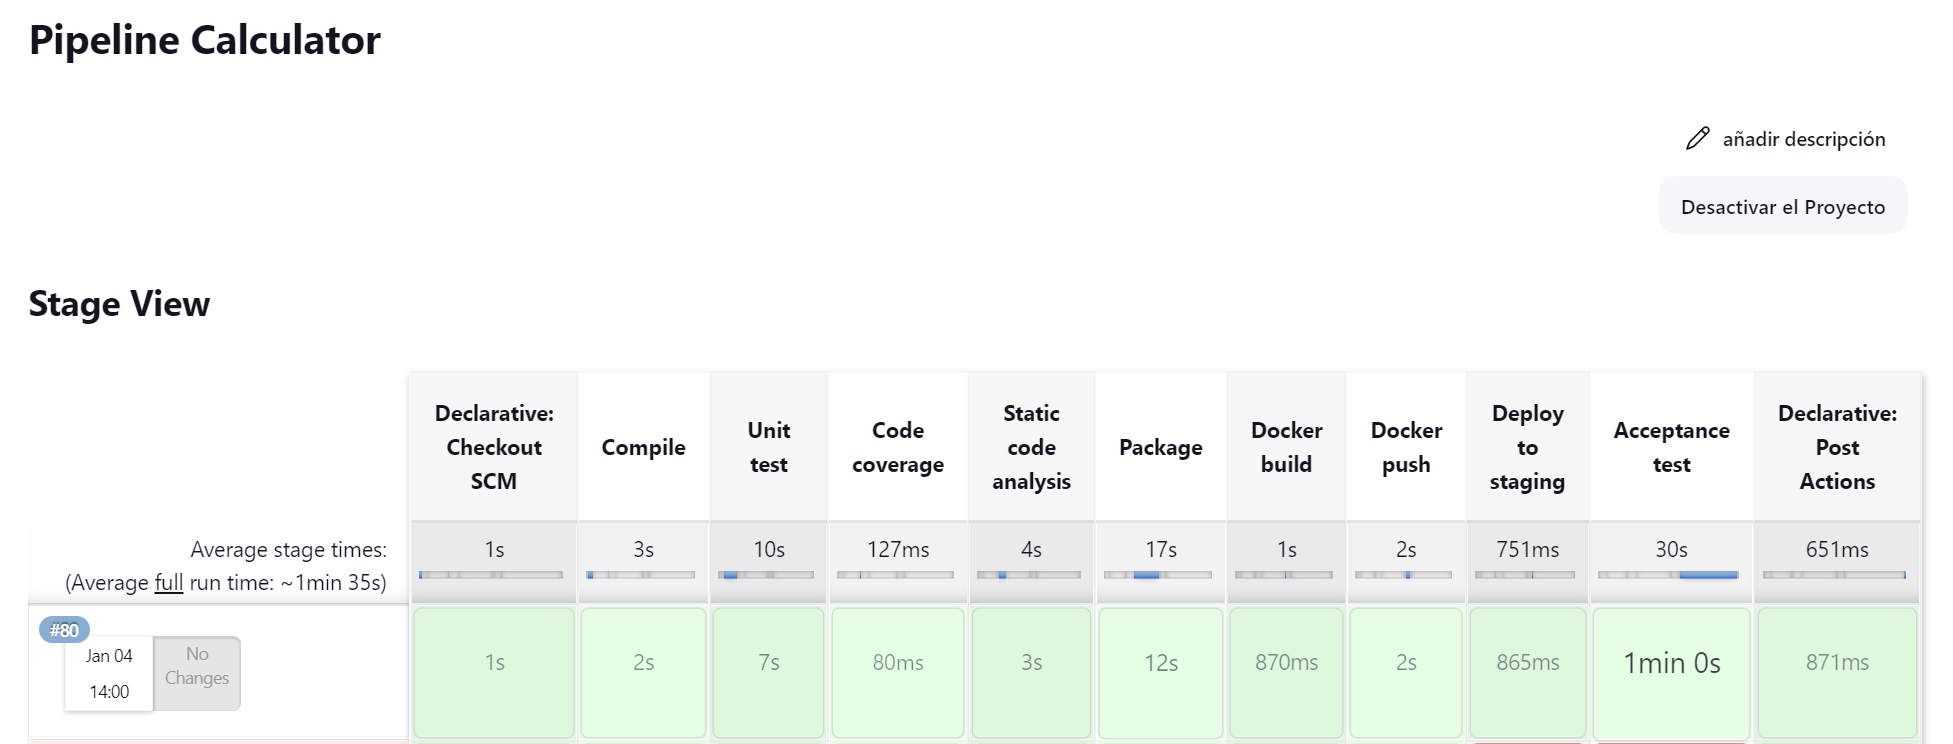 Pipeline Calculator
añadir descripción
Desactivar el Proyecto
Stage View
Declarative:
Checkout
SCM
Compile
Unit
test
Code
coverage
Static
code
analysis
Package
Docker
build
Docker
push
Deploy
to
staging
Acceptance
test
Declarative:
Post
Actions
Average stage times:
(Average full run time: ~1min 35s)
1s
3s
10s
127ms
4s
17s
1s
2s
751ms
30s
651ms
#80
Jan 04
14:00
No
Changes
1s
2s
7s
80ms
3s
12s
870ms
2s
865ms
1min 0s
871ms